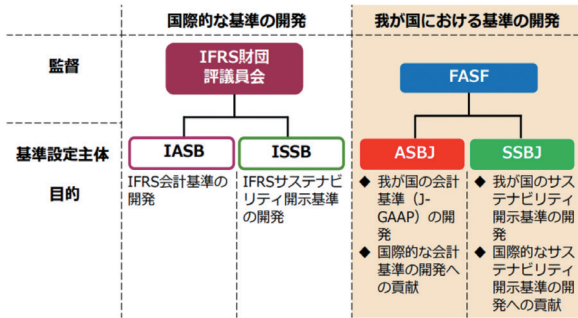 国際的な基準の開発
我が国における基準の開発
監督
IFRS財団
評議員会
FASF
基準設定主体
目的
IASB
ISSB
ASBJ
SSBJ
IFRS会計基準の
開発
IFRSサステナビ
リティ開示基準
の開発
◆ 我が国の会計
基準（J-
GAAP）の開
発
◆ 国際的な会計
基準の開発へ
の貢献
◆ 我が国のサス
テナビリティ
開示基準の開
発
◆ 国際的なサス
テナビリティ
開示基準の開
発への貢献